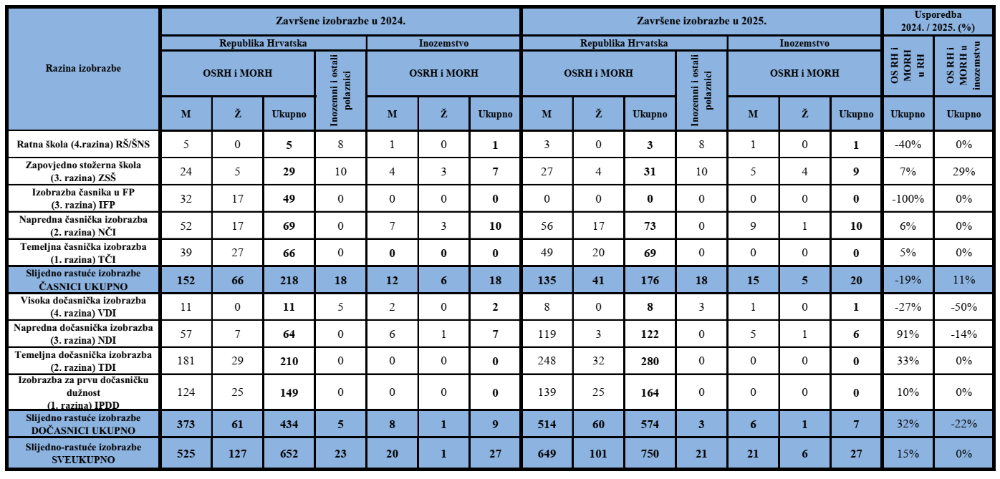 Razina izobrazbe
Završene izobrazbe u 2024.
Završene izobrazbe u 2025.
Usporedba
2024. / 2025. (%)
Republika Hrvatska
Inozemstvo
Republika Hrvatska
Inozemstvo
OSRH i MORH
Inozemni i ostali
polaznici
OSRH i MORH
OSRH i MORH
Inozemni i ostali
polaznici
OSRH i MORH
OS RH i
MORH
u RH
OS RH i
MORH u
inozemstvu
M Ž Ukupno M Ž Ukupno M Ž Ukupno M Ž Ukupno Ukupno Ukupno
Ratna škola (4.razina) RŠ/ŠNS 5 0 5 8 1 0 1 3 0 3 8 1 0 1 -40% 0%
Zapovjedno stožerna škola
(3. razina) ZSŠ
24 5 29 10 4 3 7 27 4 31 10 5 4 9 7% 29%
Izobrazba časnika u FP
(3. razina) IFP
32 17 49 0 0 0 0 0 0 0 0 0 0 0 -100% 0%
Napredna časnička izobrazba
(2. razina) NČI
52 17 69 0 7 3 10 56 17 73 0 9 1 10 6% 0%
Temeljna časnička izobrazba
(1. razina) TČI
39 27 66 0 0 0 0 49 20 69 0 0 0 0 5% 0%
Slijedno rastuće izobrazbe
ČASNICI UKUPNO
152 66 218 18 12 6 18 135 41 176 18 15 5 20 -19% 11%
Visoka dočasnička izobrazba
(4. razina) VDI
11 0 11 5 2 0 2 8 0 8 3 1 0 1 -27% -50%
Napredna dočasnička izobrazba
(3. razina) NDI
57 7 64 0 6 1 7 119 3 122 0 5 1 6 91% -14%
Temeljna dočasnička izobrazba
(2. razina) TDI
181 29 210 0 0 0 0 248 32 280 0 0 0 0 33% 0%
Izobrazba za prvu dočasničku
dužnost
(1. razina) IPDD
124 25 149 0 0 0 0 139 25 164 0 0 0 0 10% 0%
Slijedno rastuće izobrazbe
DOČASNICI UKUPNO
373 61 434 5 8 1 9 514 60 574 3 6 1 7 32% -22%
Slijedno-rastuće izobrazbe
SVEUKUPNO
525 127 652 23 20 1 27 649 101 750 21 21 6 27 15% 0%